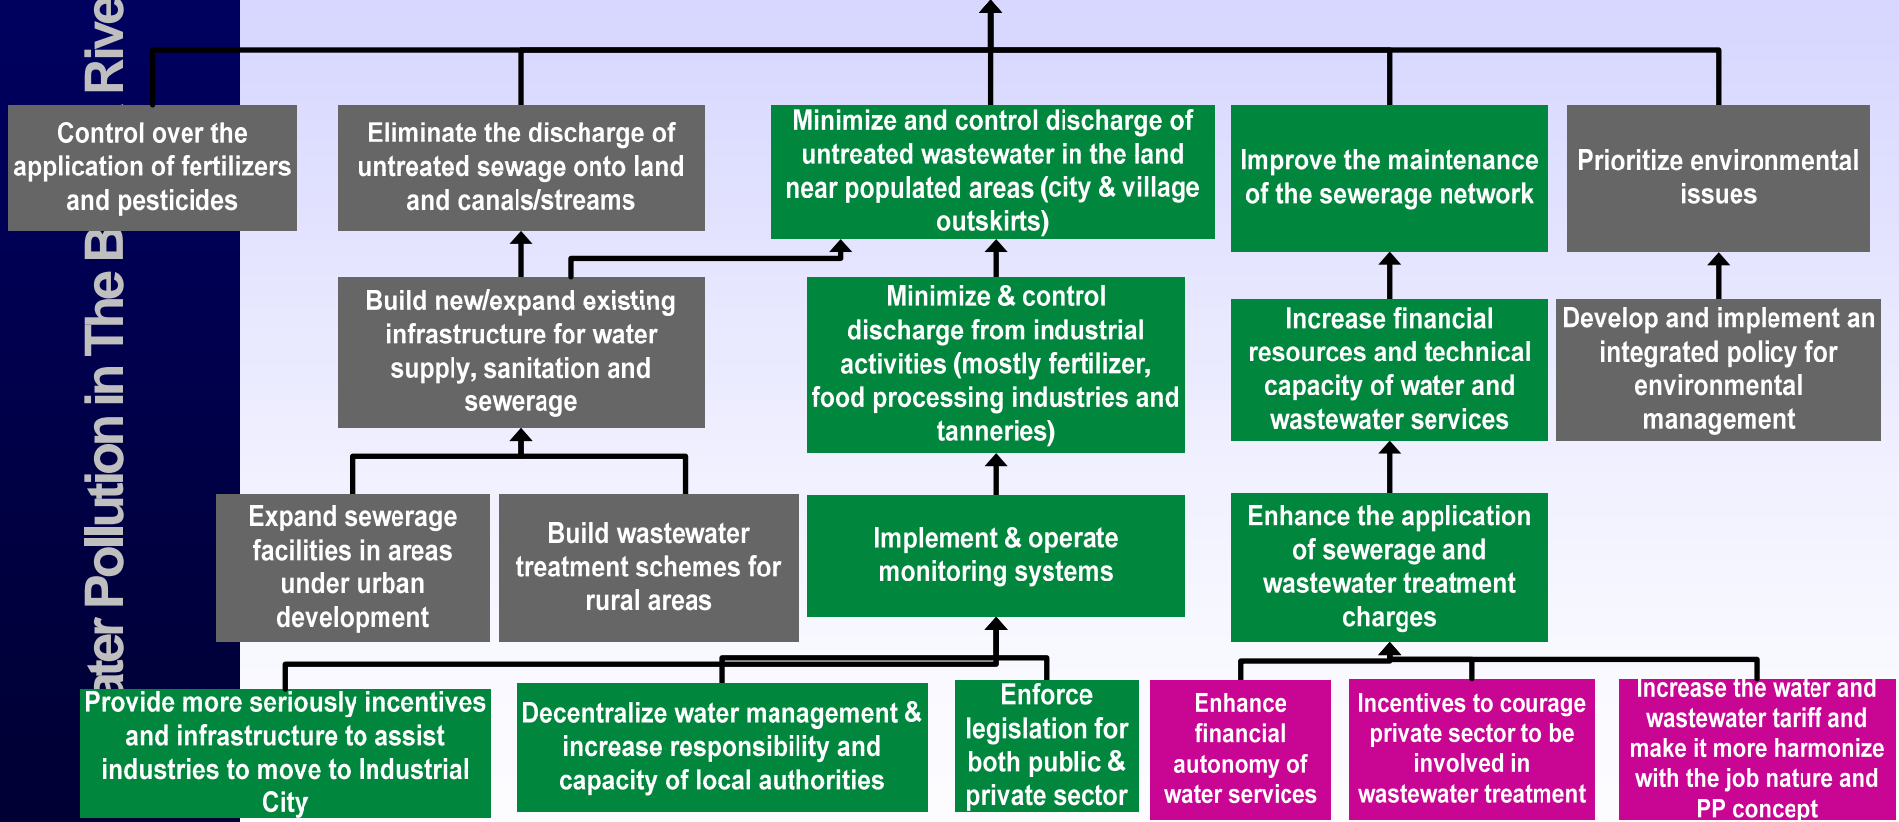 Control over the
application of fertilizers
and pesticides
Eliminate the discharge of
untreated sewage onto land
and canals/streams
Minimize and control discharge of
untreated wastewater in the land
near populated areas (city & village
outskirts)
Improve the maintenance
of the sewerage network
Prioritize environmental
issues
Build new/expand existing
infrastructure for water
supply, sanitation and
sewerage
Minimize & control
discharge from industrial
activities (mostly fertilizer,
food processing industries and
tanneries)
Increase financial
resources and technical
capacity of water and
wastewater services
Develop and implement an
integrated policy for
environmental
management
Expand sewerage
facilities in areas
under urban
development
Build wastewater
treatment schemes for
rural areas
Implement & operate
monitoring systems
Enhance the application
of sewerage and
wastewater treatment
charges
Provide more seriously incentives
and infrastructure to assist
industries to move to Industrial
City
Decentralize water management &
increase responsibility and
capacity of local authorities
Enforce
legislation for
both public &
private sector
Enhance
financial
autonomy of
water services
Incentives to courage
private sector to be
involved in
wastewater treatment
Increase the water and
wastewater tariff and
make it more harmonize
with the job nature and
PP concept
Pollution in The